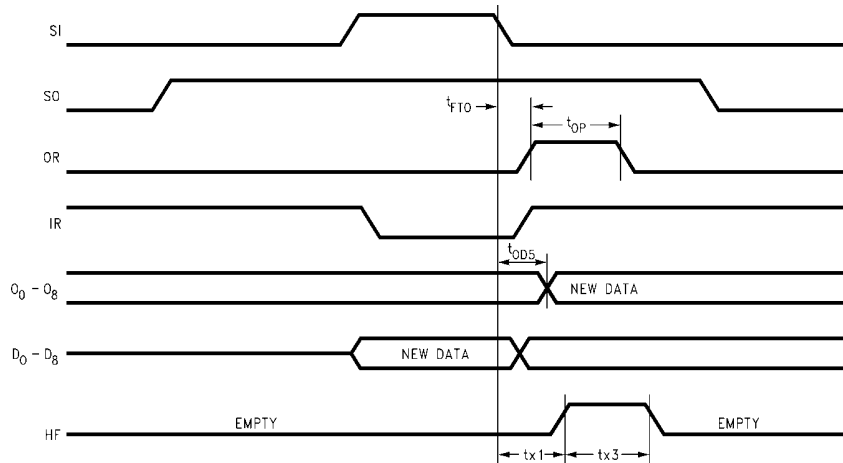 SI
SO
tFTO
tOP
OR
IR
tOD5
O0 – O8
NEW DATA
D0 – D8
NEW DATA
EMPTY
EMPTY
HF
tx1
tx3